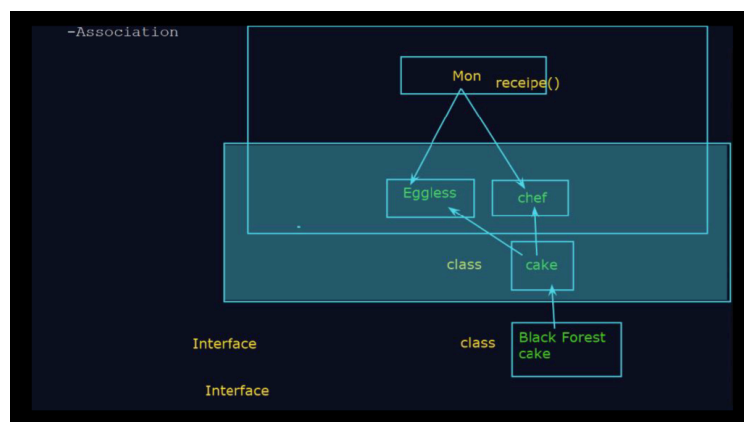 -Association
Mon
receipe()
Eggless
chef
class
cake
Interface
class
Black Forest
cake
Interface